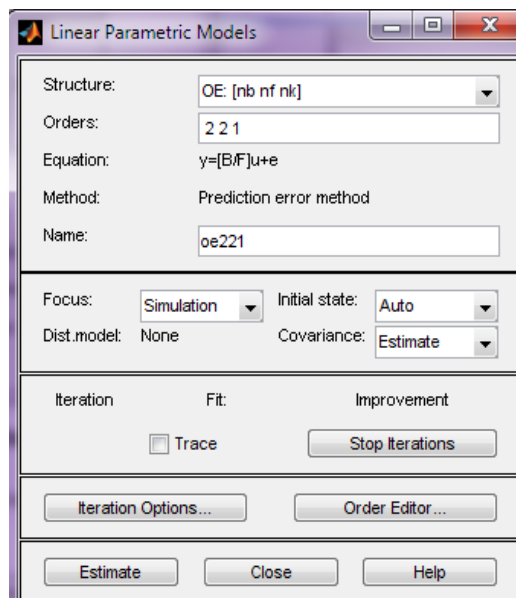 Linear Parametric Models
Structure: OE: [nb nf nk]
Orders: 2 2 1
Equation: y=[B/F]u+e
Method: Prediction error method
Name: oe221
Focus: Simulation Initial state: Auto
Dist.model: None Covariance: Estimate
Iteration Fit: Improvement
Trace Stop Iterations
Iteration Options... Order Editor...
Estimate Close Help